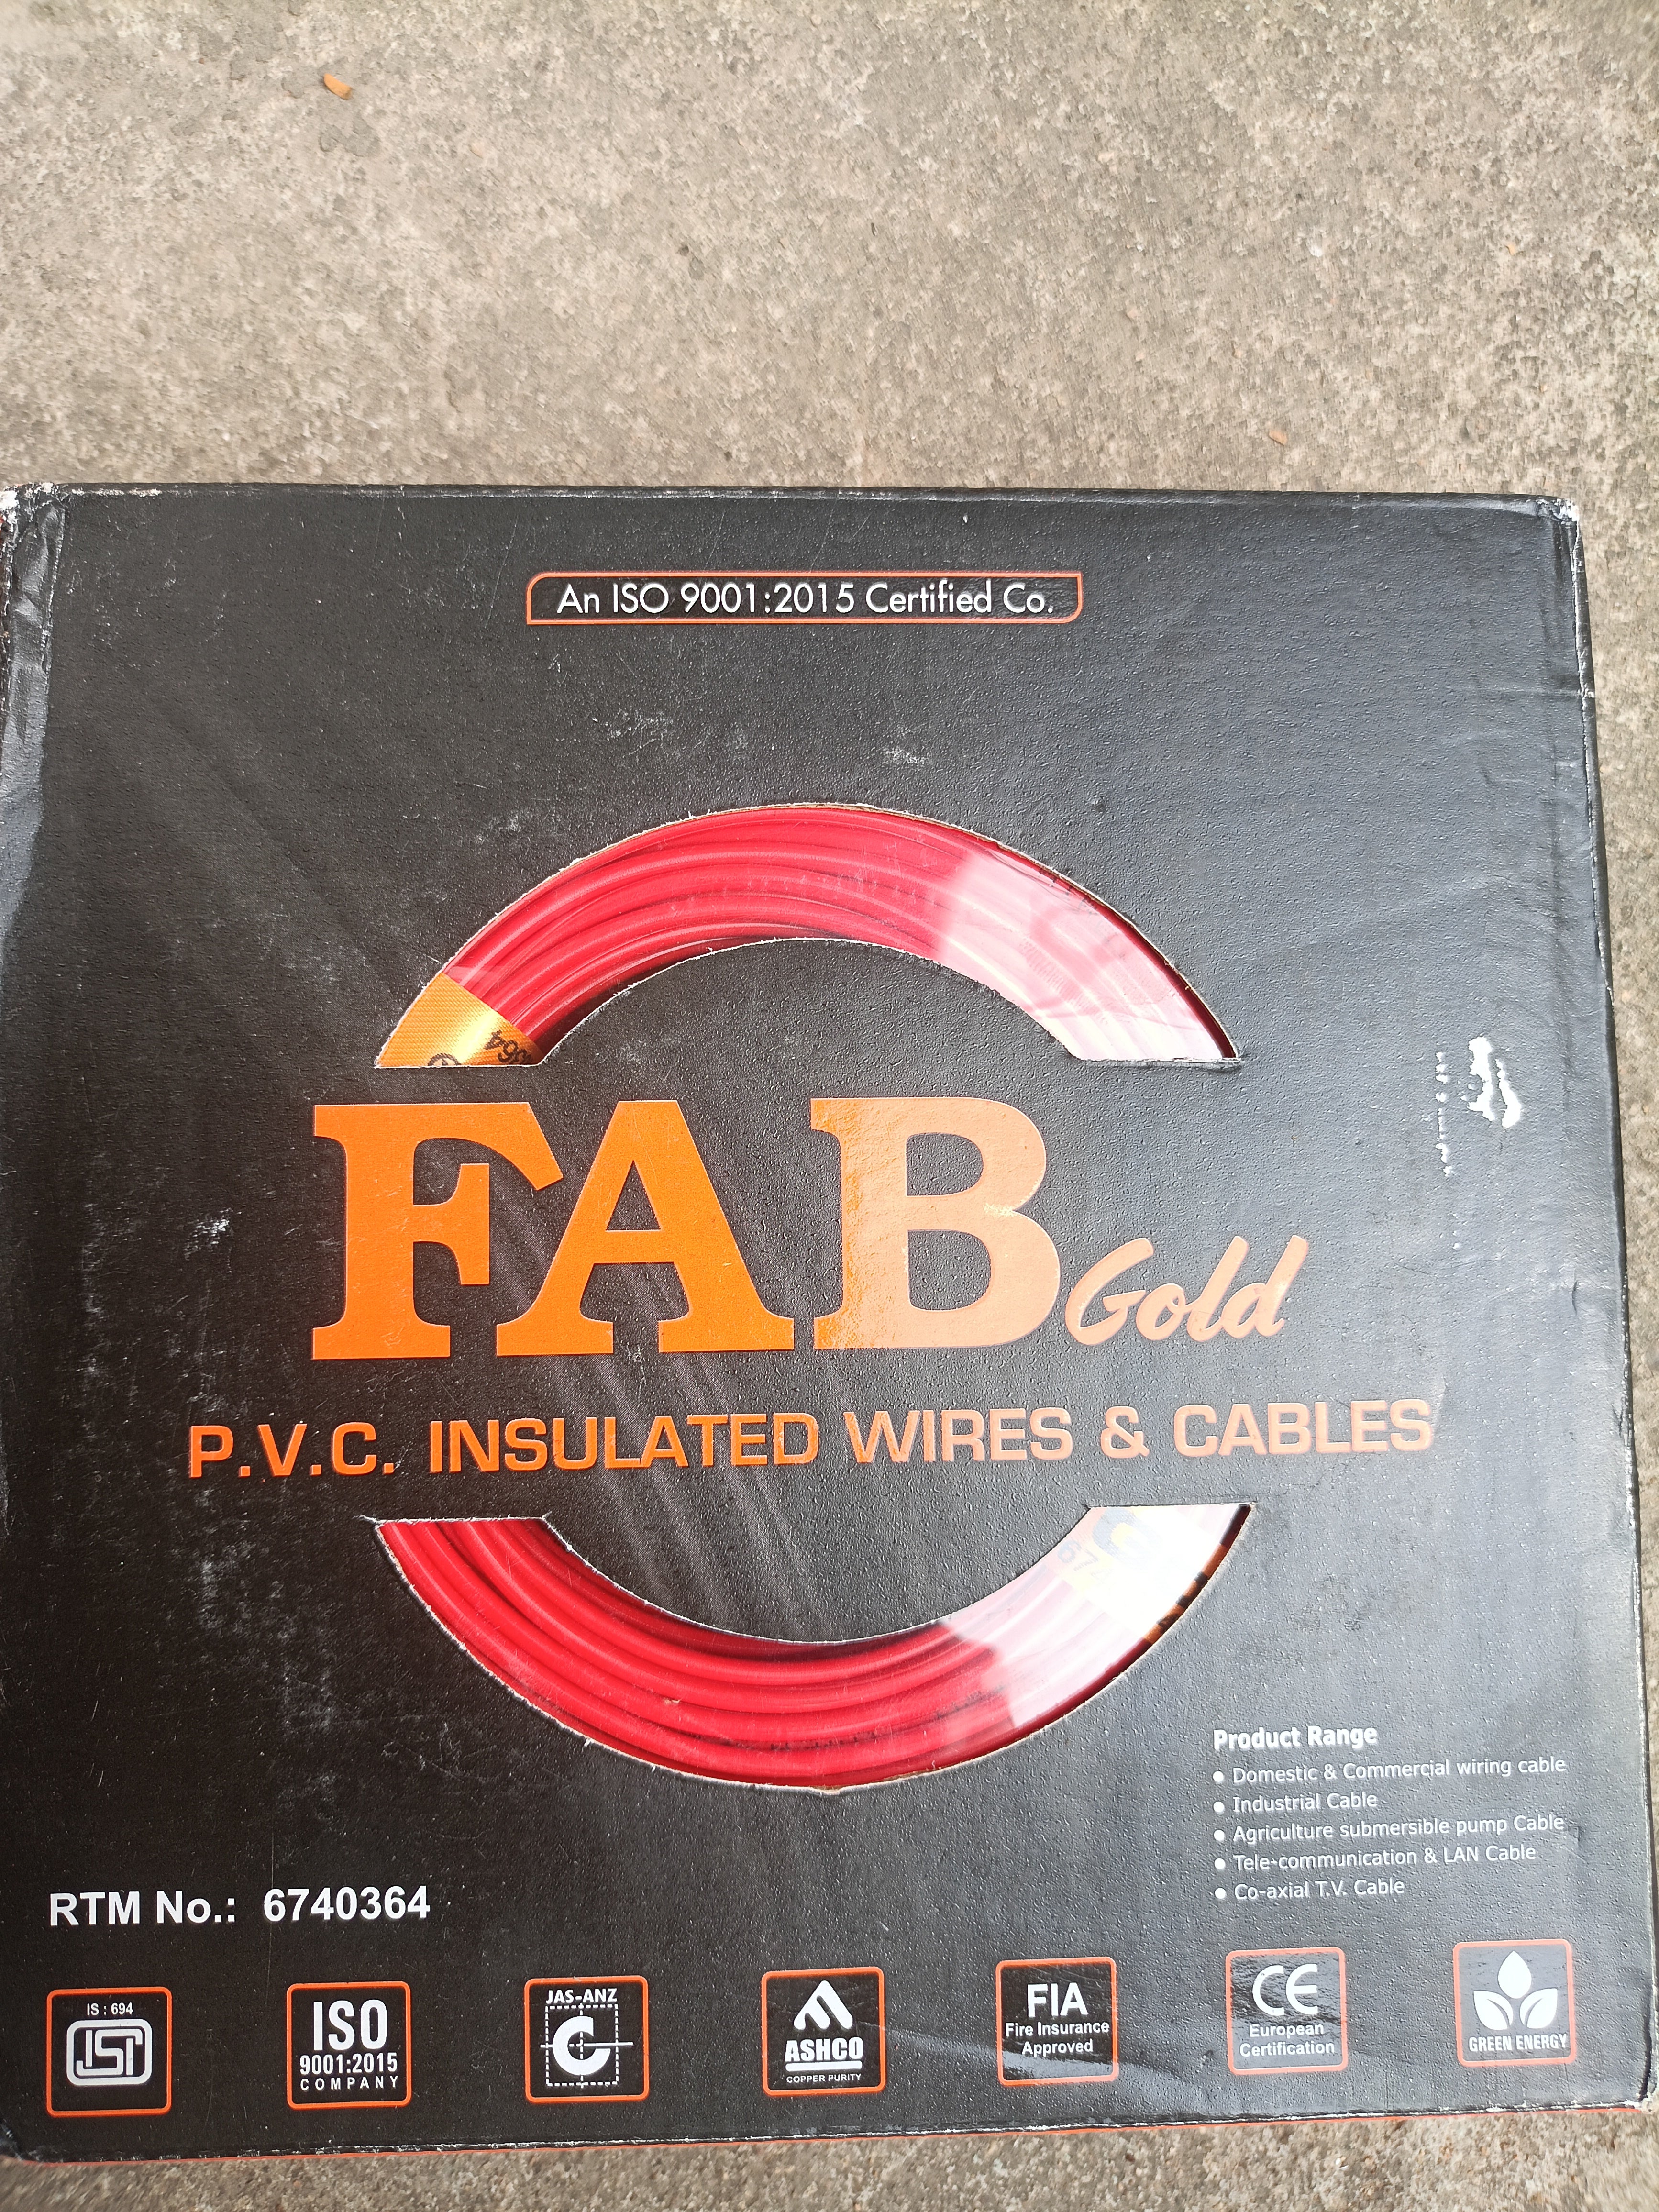 An ISO 9001:2015 Certified Co.
FAB Gold
P.V.C. INSULATED WIRES & CABLES
Product Range
• Domestic & Commercial wiring cable
• Industrial Cable
• Agriculture submersible pump Cable
• Tele-communication & LAN Cable
• Co-axial T.V. Cable
RTM No.: 6740364
IS : 694
ISI
ISO
9001:2015
COMPANY
JAS-ANZ
C
ASHCO
COPPER PURITY
FIA
Fire Insurance
Approved
CE
European
Certification
GREEN ENERGY